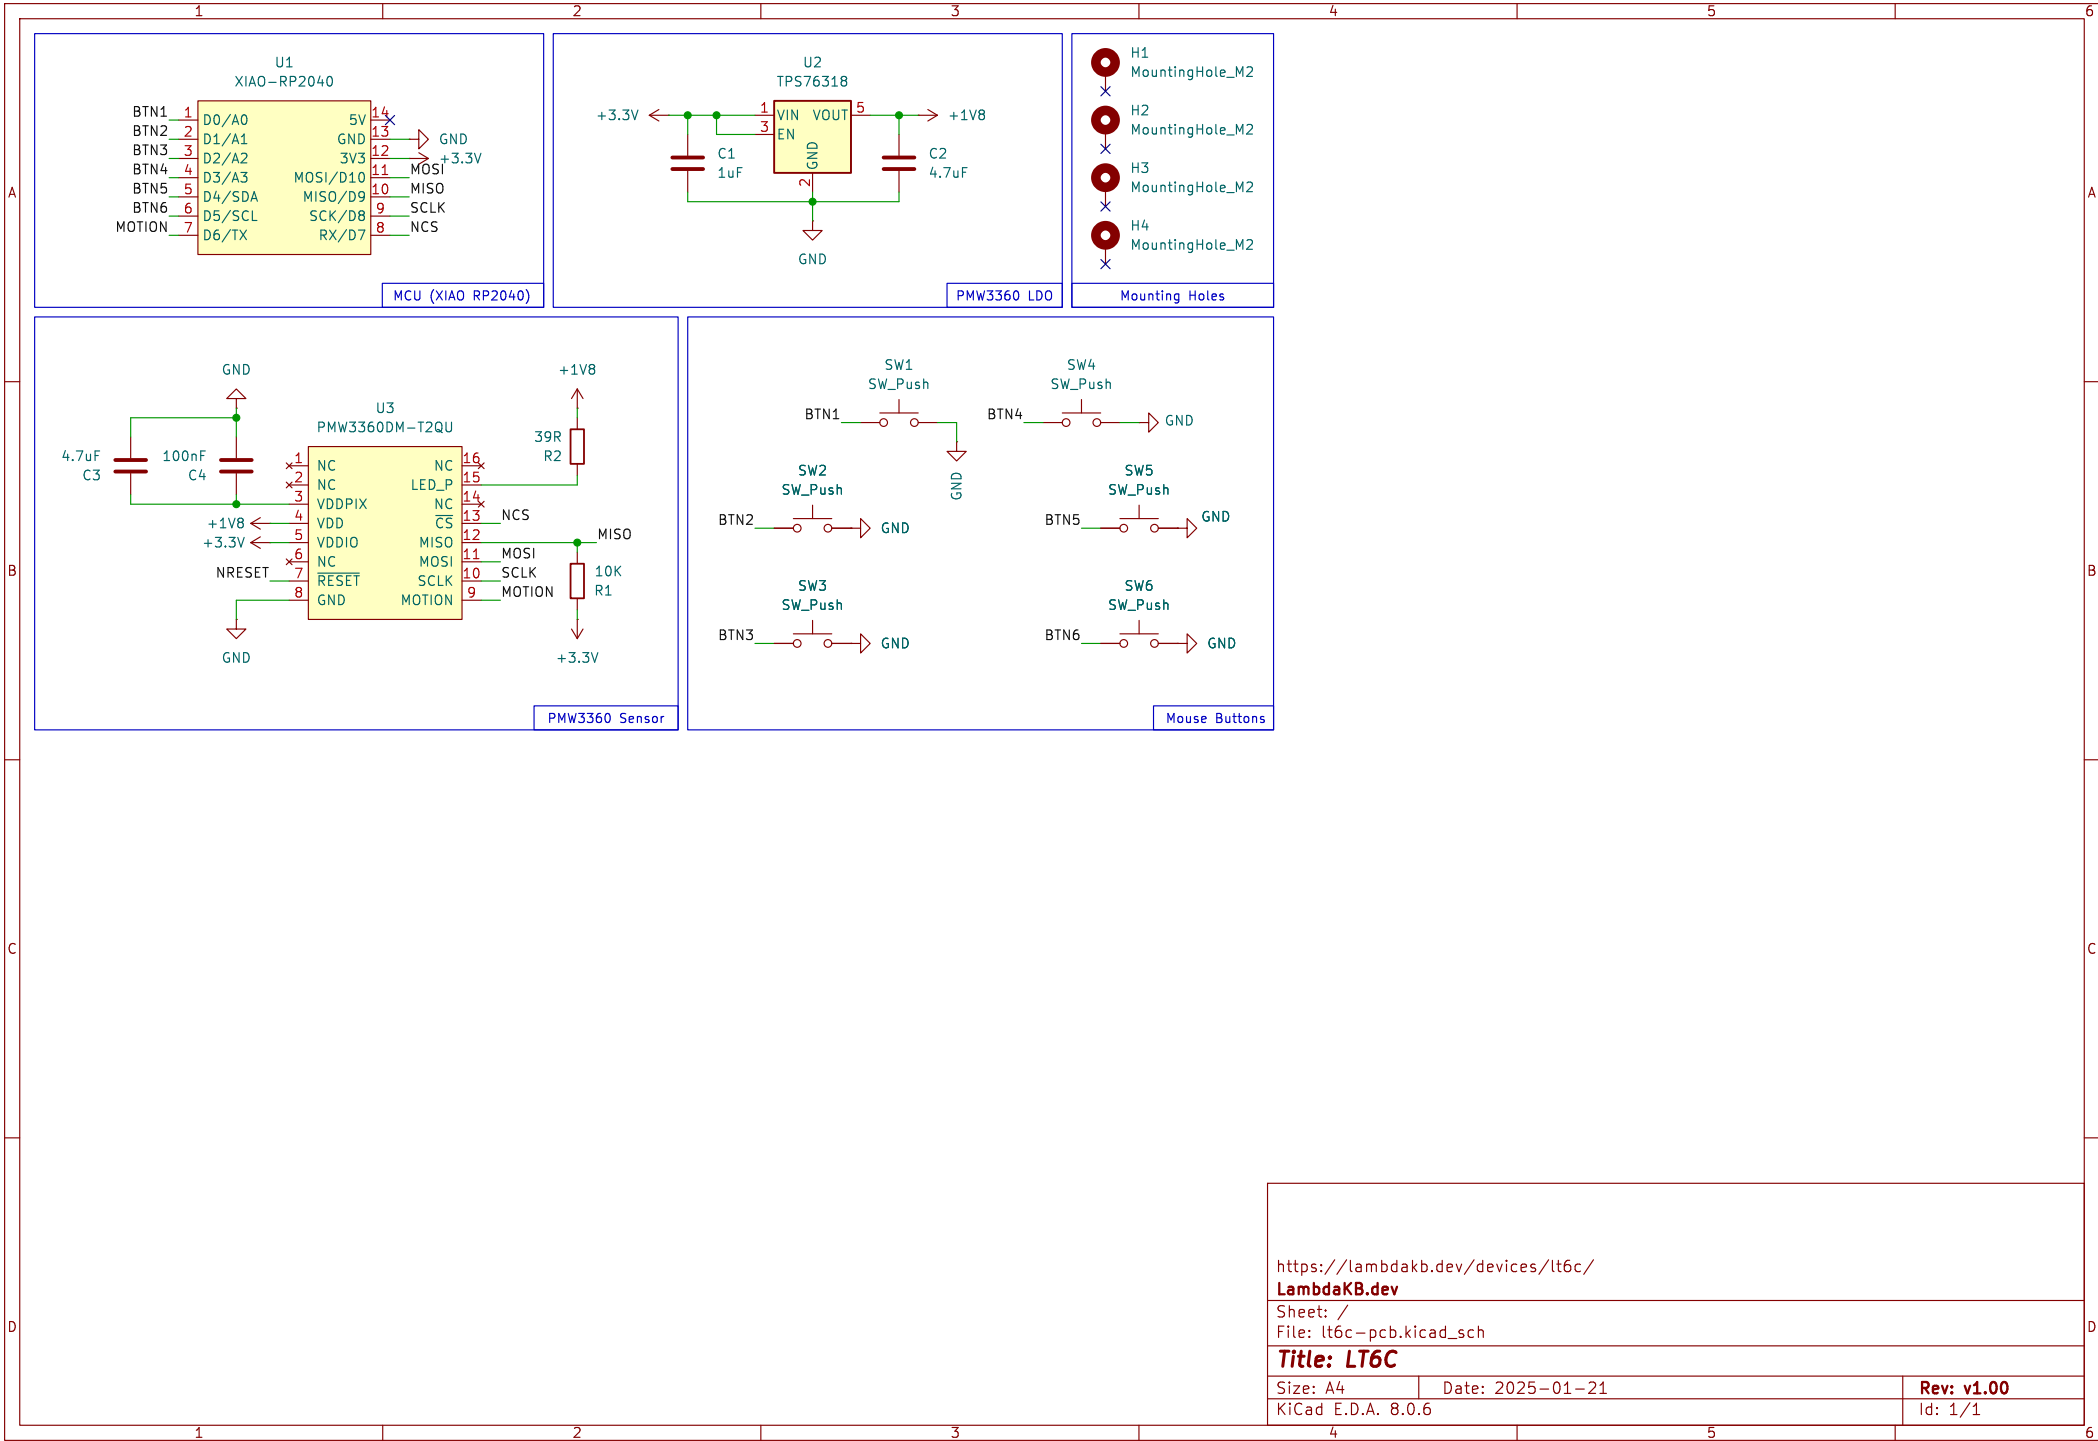 1 2 3 4 5 6
A
B
C
D
A
B
C
D
1 2 3 4 5 6
U1
XIAO-RP2040
BTN1 1 D0/A0
BTN2 2 D1/A1
BTN3 3 D2/A2
BTN4 4 D3/A3
BTN5 5 D4/SDA
BTN6 6 D5/SCL
MOTION 7 D6/TX
5V 14
GND 13 GND
3V3 12 +3.3V
MOSI/D10 11 MOSI
MISO/D9 10 MISO
SCK/D8 9 SCLK
RX/D7 8 NCS
MCU (XIAO RP2040)
U2
TPS76318
+3.3V 1 VIN VOUT 5 +1V8
3 EN
GND
2
C1
1uF
C2
4.7uF
GND
PMW3360 LDO
H1
MountingHole_M2
H2
MountingHole_M2
H3
MountingHole_M2
H4
MountingHole_M2
Mounting Holes
GND
4.7uF
C3
100nF
C4
U3
PMW3360DM-T2QU
1 NC
2 NC
3 VDDPIX
+1V8 4 VDD
+3.3V 5 VDDIO
6 NC
NRESET 7 RESET
8 GND
GND
NC 16
LED_P 15
NC 14
CS 13 NCS
MISO 12 MISO
MOSI 11 MOSI
SCLK 10 SCLK
MOTION 9 MOTION
+1V8
39R
R2
10K
R1
+3.3V
PMW3360 Sensor
SW1
SW_Push
BTN1
GND
SW4
SW_Push
BTN4 GND
SW2
SW_Push
BTN2 GND
SW5
SW_Push
BTN5 GND
SW3
SW_Push
BTN3 GND
SW6
SW_Push
BTN6 GND
Mouse Buttons
https://lambdakb.dev/devices/lt6c/
LambdaKB.dev
Sheet: /
File: lt6c-pcb.kicad_sch
Title: LT6C
Size: A4 Date: 2025-01-21 Rev: v1.00
KiCad E.D.A. 8.0.6 Id: 1/1